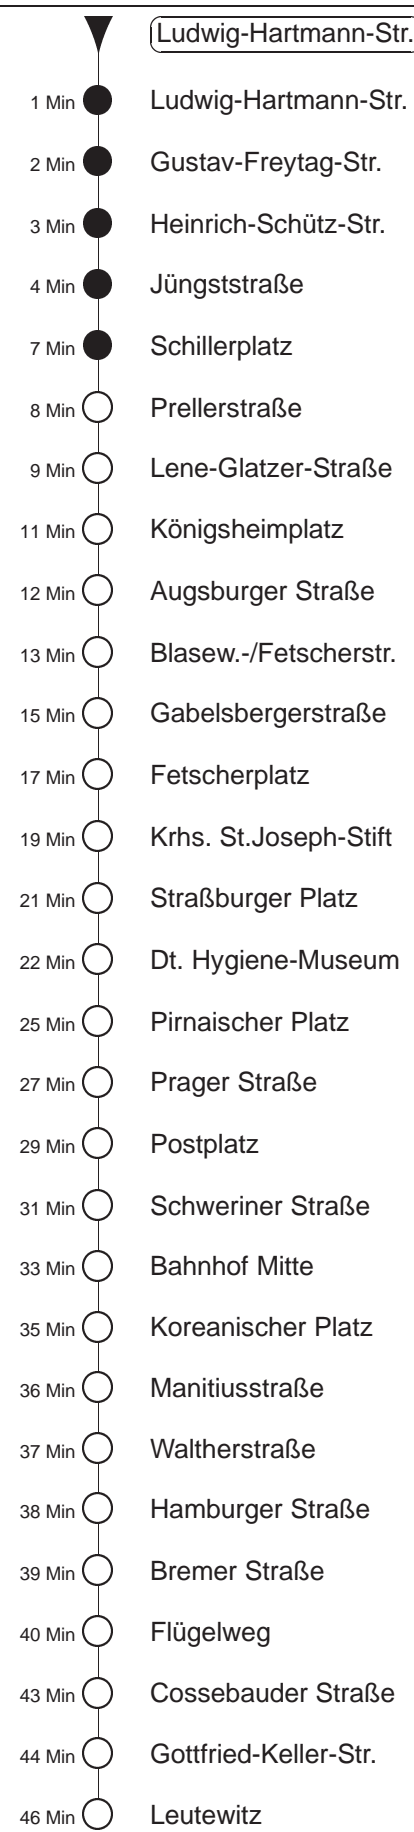 Ludwig-Hartmann-Str.
1 Min Ludwig-Hartmann-Str.
2 Min Gustav-Freytag-Str.
3 Min Heinrich-Schütz-Str.
4 Min Jüngststraße
7 Min Schillerplatz
8 Min Prellerstraße
9 Min Lene-Glatzer-Straße
11 Min Königsheimplatz
12 Min Augsburger Straße
13 Min Blasew.-/Fetscherstr.
15 Min Gabelsbergerstraße
17 Min Fetscherplatz
19 Min Krhs. St.Joseph-Stift
21 Min Straßburger Platz
22 Min Dt. Hygiene-Museum
25 Min Pirnaischer Platz
27 Min Prager Straße
29 Min Postplatz
31 Min Schweriner Straße
33 Min Bahnhof Mitte
35 Min Koreanischer Platz
36 Min Manitiusstraße
37 Min Waltherstraße
38 Min Hamburger Straße
39 Min Bremer Straße
40 Min Flügelweg
43 Min Cossebauder Straße
44 Min Gottfried-Keller-Str.
46 Min Leutewitz